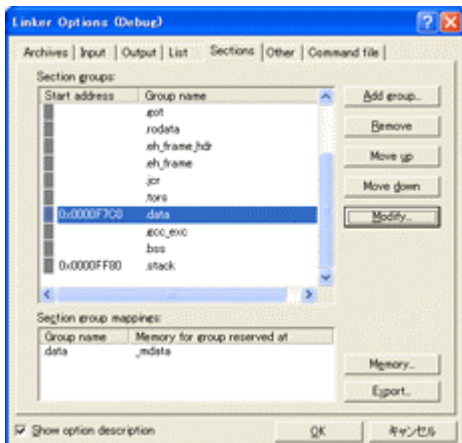 Linker Options (Debug)
Archives Input Output List Sections Other Command file
Section groups:
Start address Group name
.got
.rodata
.eh_frame_hdr
.eh_frame
.jcr
.tors
0x0000F7C0 .data
.gcc_exc
.bss
0x0000FF80 .stack
Add group...
Remove
Move up
Move down
Modify...
Section group mappings:
Group name Memory for group reserved at
.data _mdata
Memory...
Export...
Show option description
OK キャンセル